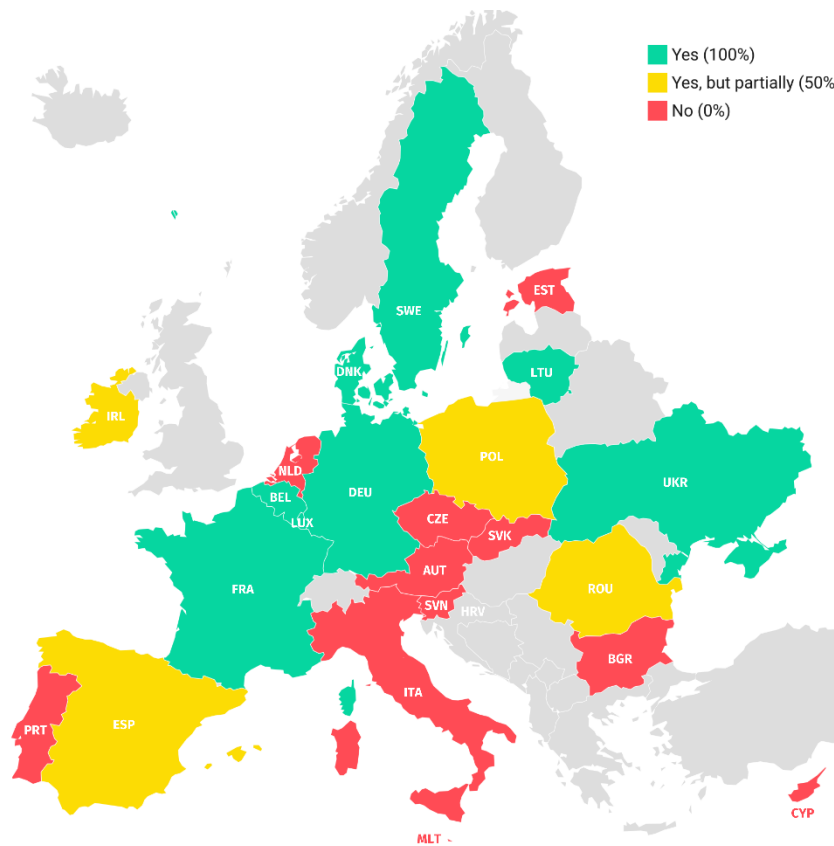 Yes (100%)
Yes, but partially (50%
No (0%)
EST
SWE
LTU
DNK
IRL
POL
NLD
UKR
DEU
BEL
LUX
CZE
SVK
AUT
FRA
ROU
SVN
HRV
BGR
ITA
ESP
PRT
CYP
MLT